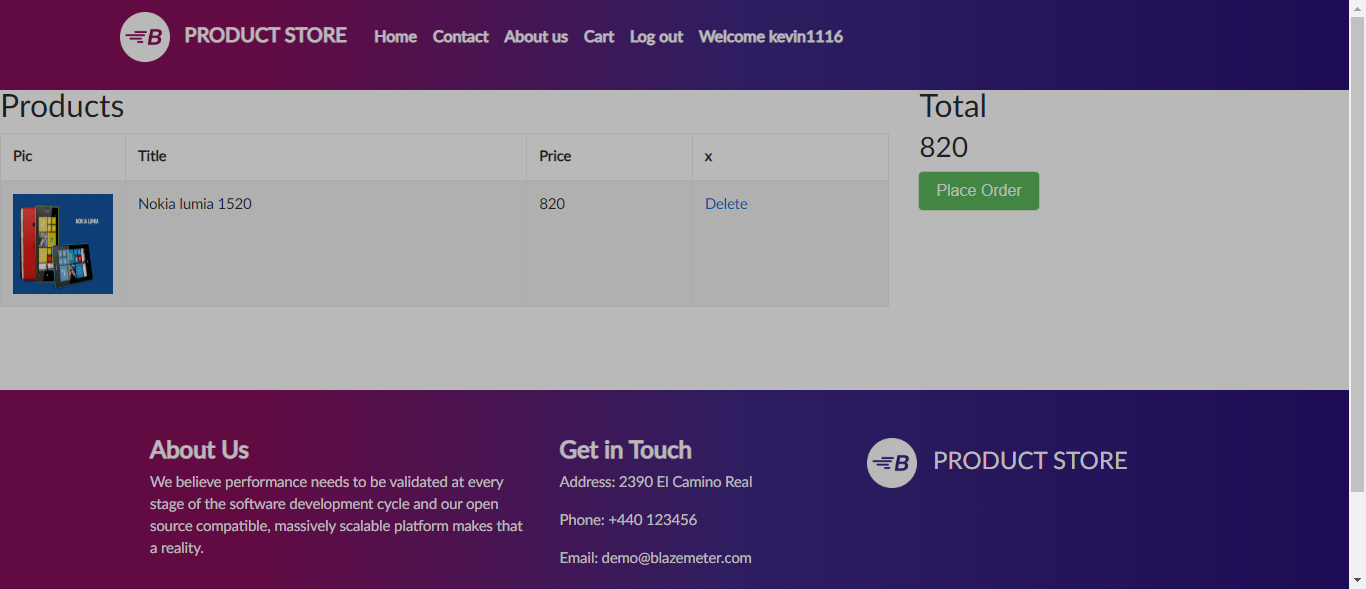 B PRODUCT STORE Home Contact About us Cart Log out Welcome kevin1116
Products
Total
Pic Title Price x
820
Place Order
Nokia lumia 1520 820 Delete
NOKIA LUMIA
About Us
We believe performance needs to be validated at every
stage of the software development cycle and our open
source compatible, massively scalable platform makes that
a reality.
Get in Touch
Address: 2390 El Camino Real
Phone: +440 123456
Email: demo@blazemeter.com
B PRODUCT STORE